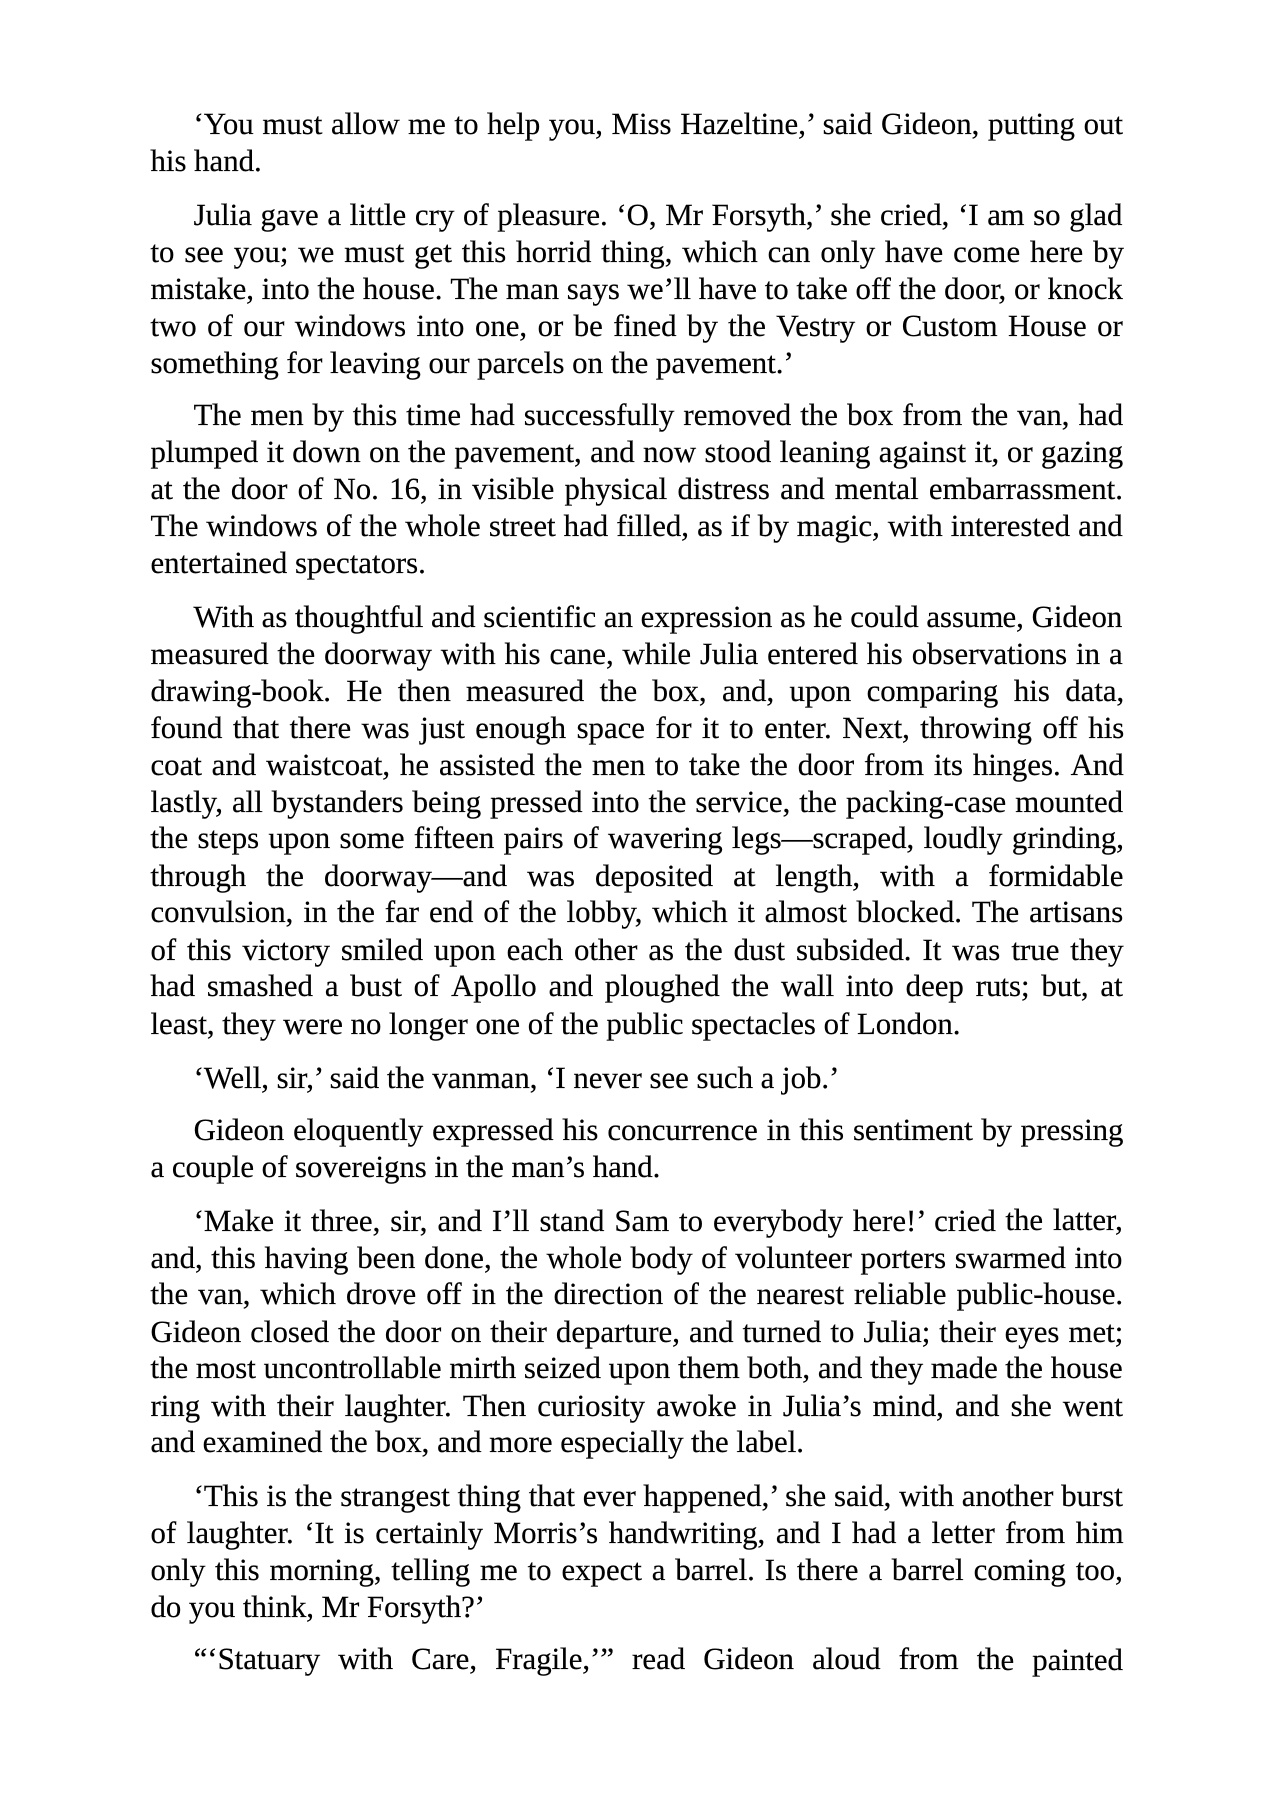 ‘You must allow me to help you, Miss Hazeltine,’ said Gideon, putting out
his hand.
Julia gave a little cry of pleasure. ‘O, Mr Forsyth,’ she cried, ‘I am so glad
to see you; we must get this horrid thing, which can only have come here by
mistake, into the house. The man says we’ll have to take off the door, or knock
two of our windows into one, or be fined by the Vestry or Custom House or
something for leaving our parcels on the pavement.’
The men by this time had successfully removed the box from the van, had
plumped it down on the pavement, and now stood leaning against it, or gazing
at the door of No. 16, in visible physical distress and mental embarrassment.
The windows of the whole street had filled, as if by magic, with interested and
entertained spectators.
With as thoughtful and scientific an expression as he could assume, Gideon
measured the doorway with his cane, while Julia entered his observations in a
drawing-book. He then measured the box, and, upon comparing his data,
found that there was just enough space for it to enter. Next, throwing off his
coat and waistcoat, he assisted the men to take the door from its hinges. And
lastly, all bystanders being pressed into the service, the packing-case mounted
the steps upon some fifteen pairs of wavering legs—scraped, loudly grinding,
through the doorway—and was deposited at length, with a formidable
convulsion, in the far end of the lobby, which it almost blocked. The artisans
of this victory smiled upon each other as the dust subsided. It was true they
had smashed a bust of Apollo and ploughed the wall into deep ruts; but, at
least, they were no longer one of the public spectacles of London.
‘Well, sir,’ said the vanman, ‘I never see such a job.’
Gideon eloquently expressed his concurrence in this sentiment by pressing
a couple of sovereigns in the man’s hand.
‘Make it three, sir, and I’ll stand Sam to everybody here!’ cried the latter,
and, this having been done, the whole body of volunteer porters swarmed into
the van, which drove off in the direction of the nearest reliable public-house.
Gideon closed the door on their departure, and turned to Julia; their eyes met;
the most uncontrollable mirth seized upon them both, and they made the house
ring with their laughter. Then curiosity awoke in Julia’s mind, and she went
and examined the box, and more especially the label.
‘This is the strangest thing that ever happened,’ she said, with another burst
of laughter. ‘It is certainly Morris’s handwriting, and I had a letter from him
only this morning, telling me to expect a barrel. Is there a barrel coming too,
do you think, Mr Forsyth?’
“‘Statuary with Care, Fragile,’” read Gideon aloud from the painted